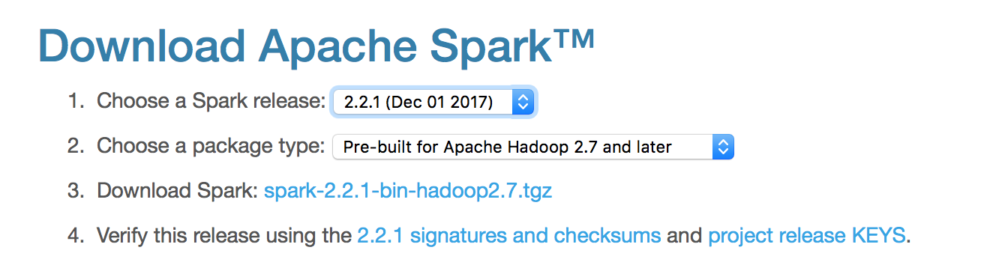 Download Apache Spark™
1. Choose a Spark release: 2.2.1 (Dec 01 2017)
2. Choose a package type: Pre-built for Apache Hadoop 2.7 and later
3. Download Spark: spark-2.2.1-bin-hadoop2.7.tgz
4. Verify this release using the 2.2.1 signatures and checksums and project release KEYS.